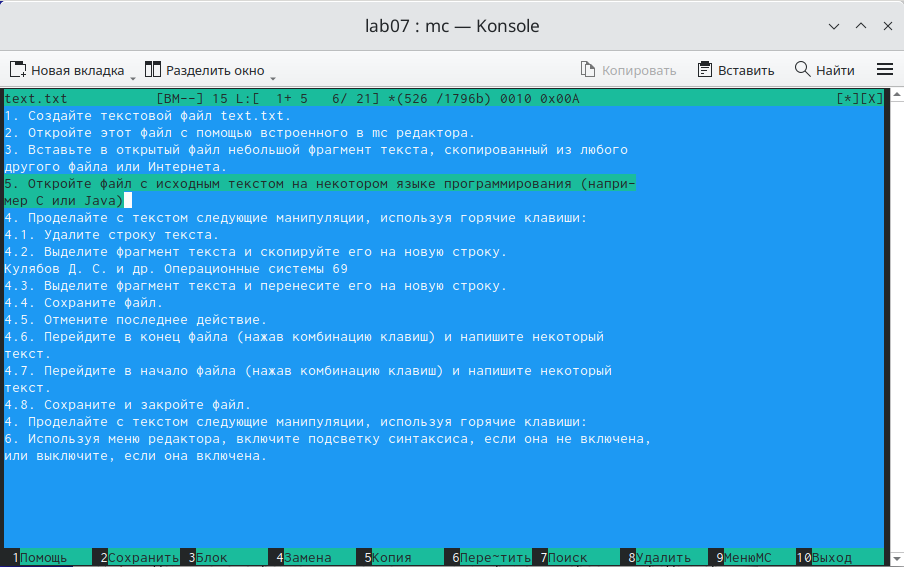 lab07 : mc — Konsole
Новая вкладка Разделить окно Копировать Вставить Найти
text.txt [BM--] 15 L:[ 1+ 5 6/ 21] *(526 /1796b) 0010 0x00A [*][X]
1. Создайте текстовой файл text.txt.
2. Откройте этот файл с помощью встроенного в mc редактора.
3. Вставьте в открытый файл небольшой фрагмент текста, скопированный из любого
другого файла или Интернета.
5. Откройте файл с исходным текстом на некотором языке программирования (напри-
мер C или Java)
4. Проделайте с текстом следующие манипуляции, используя горячие клавиши:
4.1. Удалите строку текста.
4.2. Выделите фрагмент текста и скопируйте его на новую строку.
Кулябов Д. С. и др. Операционные системы 69
4.3. Выделите фрагмент текста и перенесите его на новую строку.
4.4. Сохраните файл.
4.5. Отмените последнее действие.
4.6. Перейдите в конец файла (нажав комбинацию клавиш) и напишите некоторый
текст.
4.7. Перейдите в начало файла (нажав комбинацию клавиш) и напишите некоторый
текст.
4.8. Сохраните и закройте файл.
4. Проделайте с текстом следующие манипуляции, используя горячие клавиши:
6. Используя меню редактора, включите подсветку синтаксиса, если она не включена,
или выключите, если она включена.
1Помощь 2Сохранить 3Блок 4Замена 5Копия 6Пере~тить 7Поиск 8Удалить 9МенюMC 10Выход